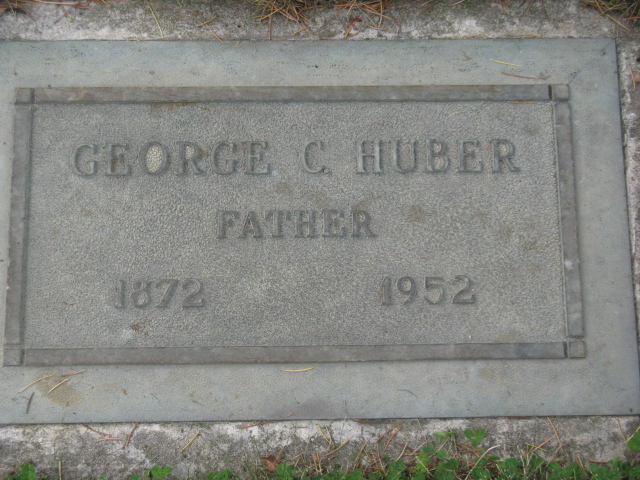 GEORGE C. HUBER
FATHER
1872 1952